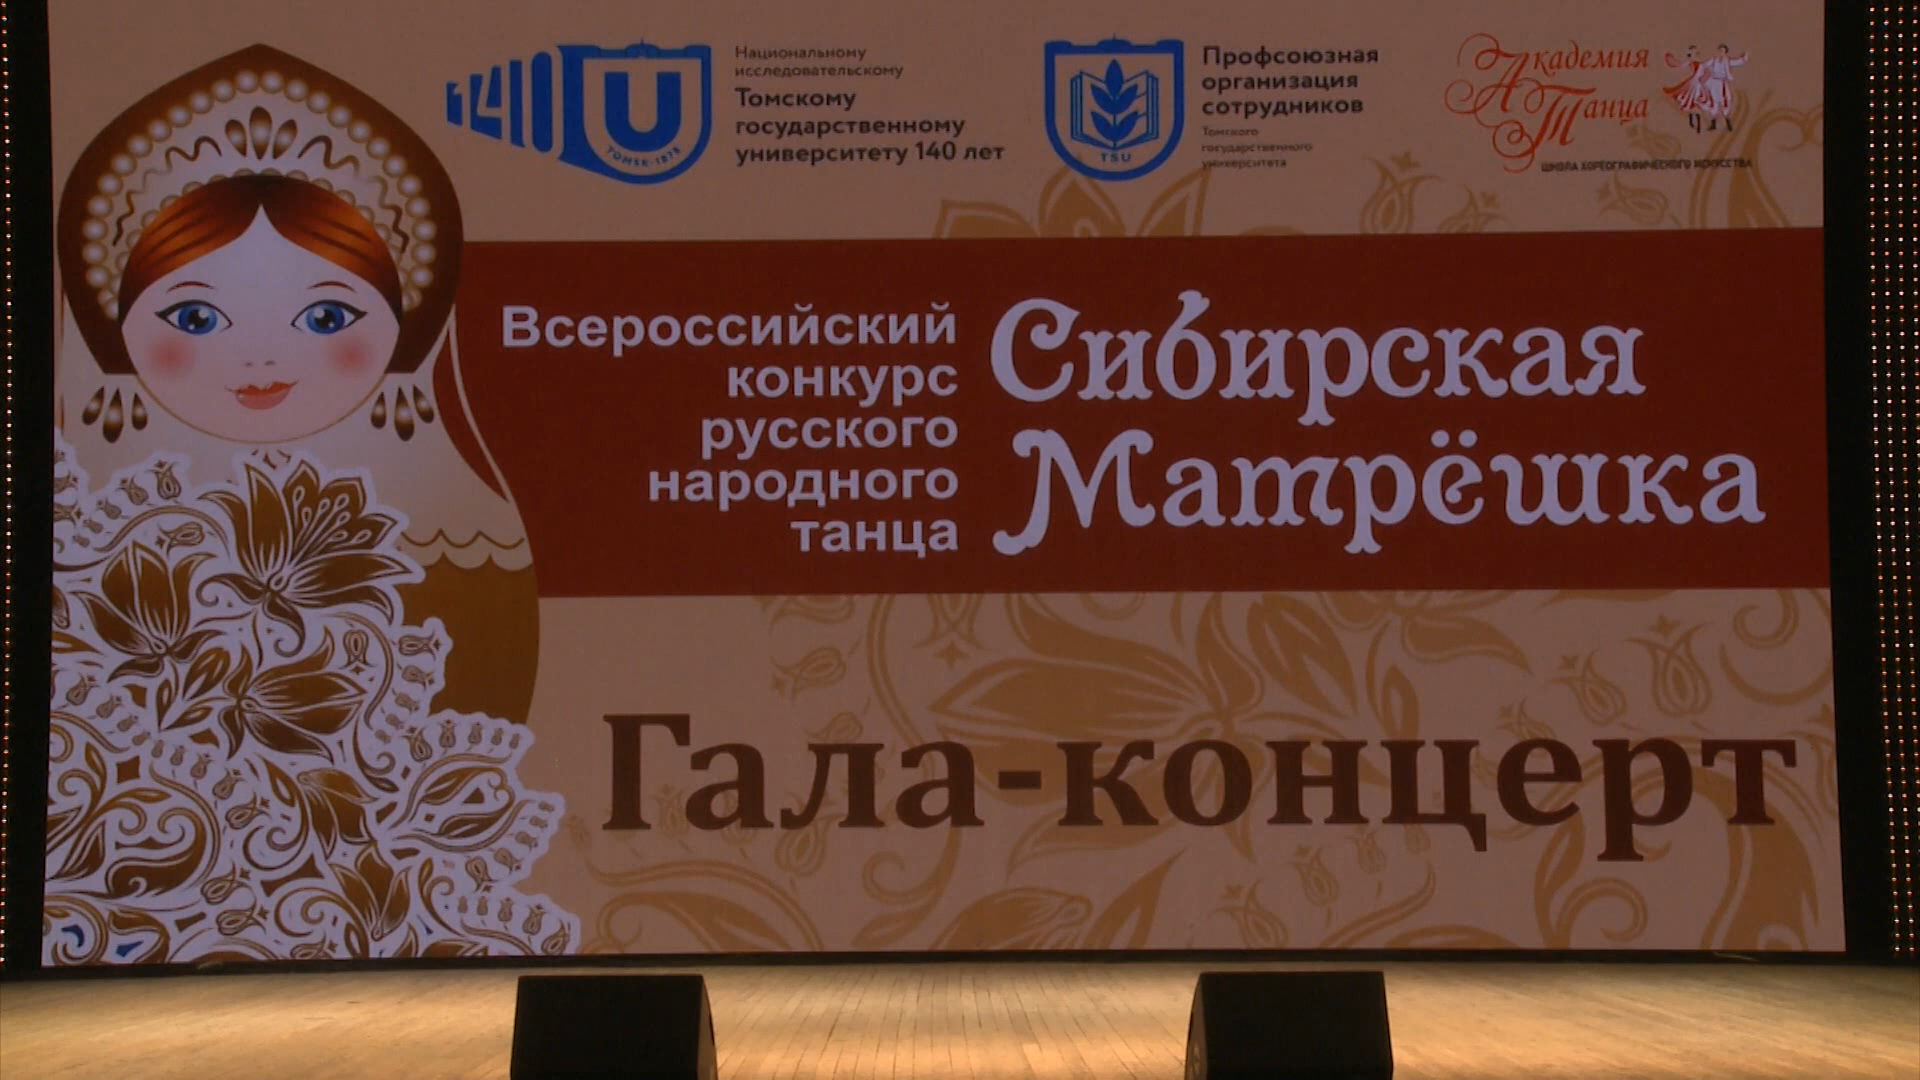 140
TOMSK-1878
Национальному
исследовательскому
Томскому
государственному
университету 140 лет
TSU
Профсоюзная
организация
сотрудников
Томского
государственного
университета
Академия
Танца
ШКОЛА ХОРЕОГРАФИЧЕСКОГО ИСКУССТВА
Всероссийский
конкурс
русского
народного
танца
Сибирская
Матрёшка
Гала-концерт